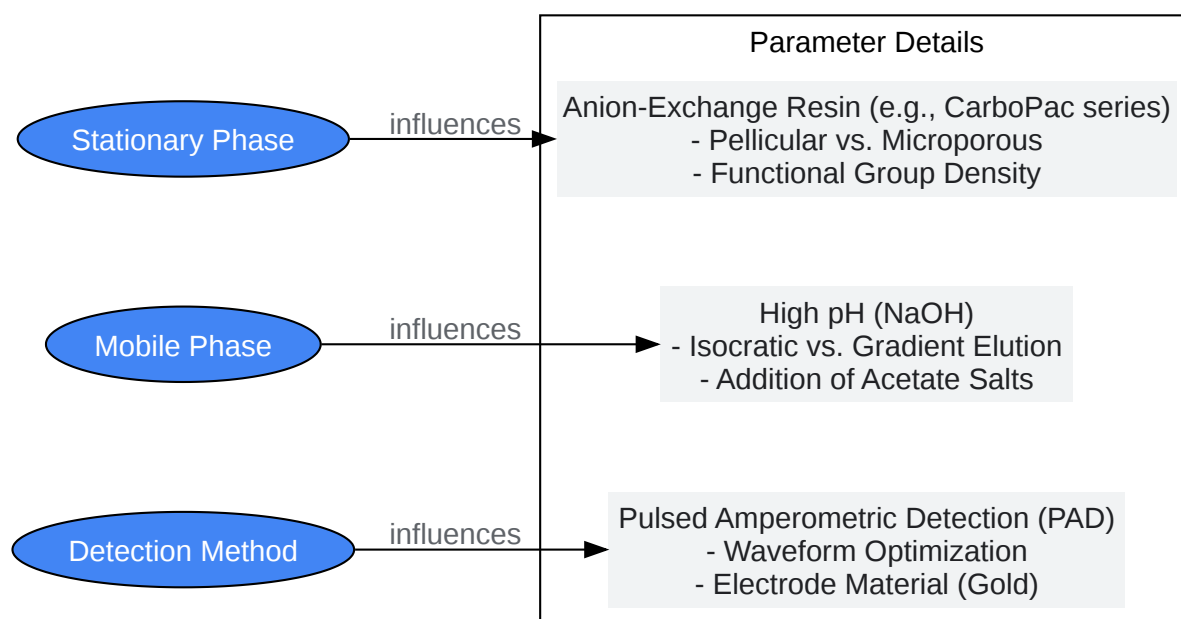 Parameter Details
Stationary Phase
influences
Anion-Exchange Resin (e.g., CarboPac series)
- Pellicular vs. Microporous
- Functional Group Density
Mobile Phase
influences
High pH (NaOH)
- Isocratic vs. Gradient Elution
- Addition of Acetate Salts
Detection Method
influences
Pulsed Amperometric Detection (PAD)
- Waveform Optimization
- Electrode Material (Gold)